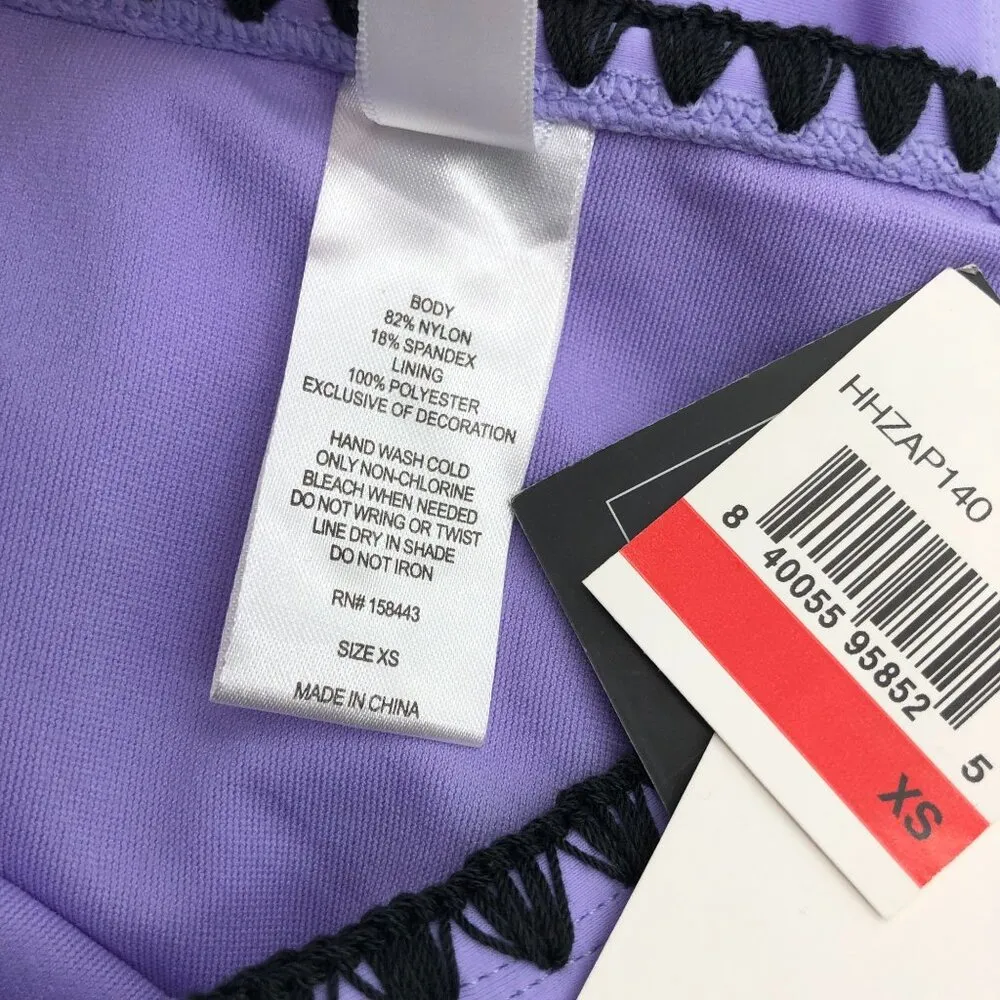 BODY
82% NYLON
18% SPANDEX
LINING
100% POLYESTER
EXCLUSIVE OF DECORATION
HAND WASH COLD
ONLY NON-CHLORINE
BLEACH WHEN NEEDED
DO NOT WRING OR TWIST
LINE DRY IN SHADE
DO NOT IRON
RN# 158443
SIZE XS
MADE IN CHINA
HHZAP140
8 40055 95852 5
XS